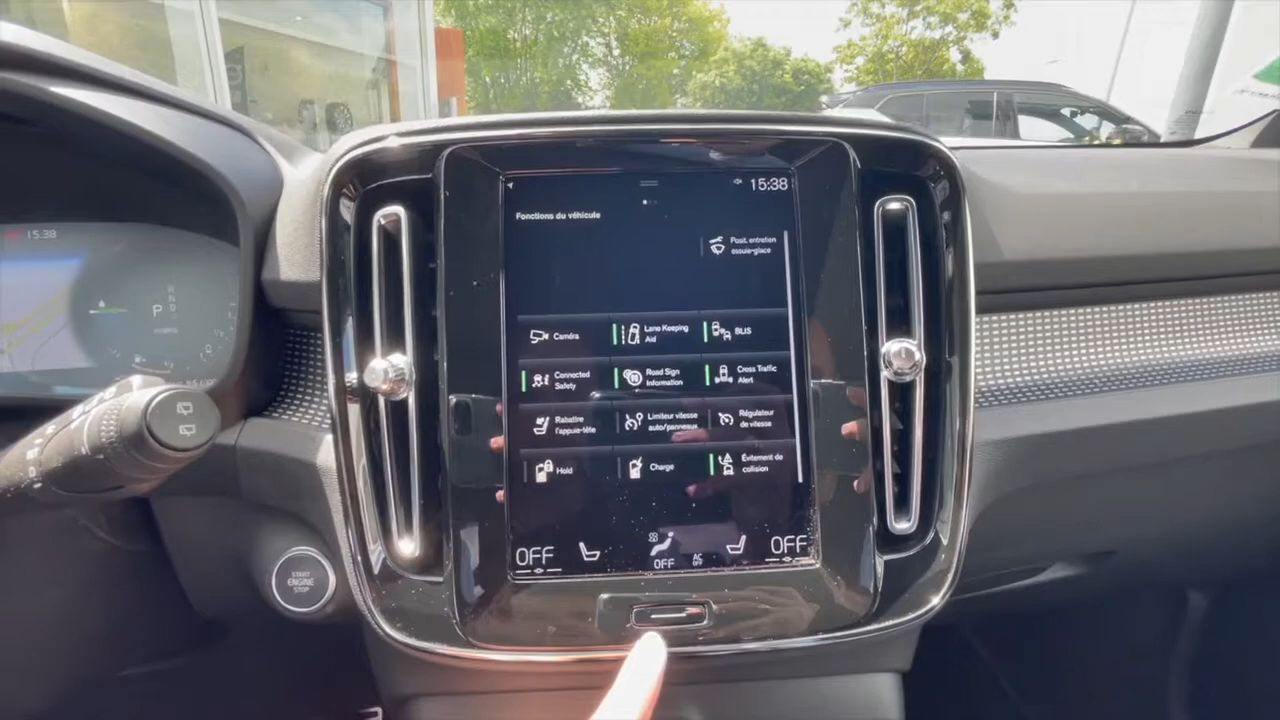 15:38
Fonctions du véhicule
Posit. entretien
essuie-glace
Caméra
Lane Keeping
Aid
BLIS
Connected
Safety
Road Sign
Information
Cross Traffic
Alert
Rabattre
l'appuie-tête
Limiteur vitesse
auto/panneaux
Régulateur
de vitesse
Hold
Charge
Évitement de
collision
OFF
OFF
AC
OFF
OFF
15:38
P
START
ENGINE
STOP